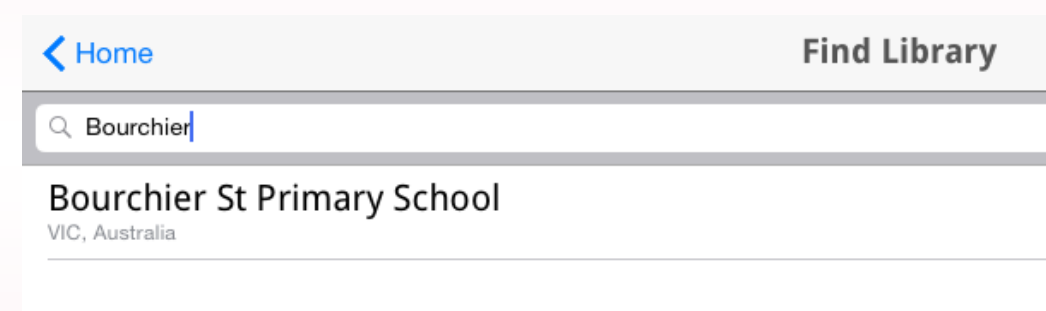 Home
Find Library
Bourchier
Bourchier St Primary School
VIC, Australia